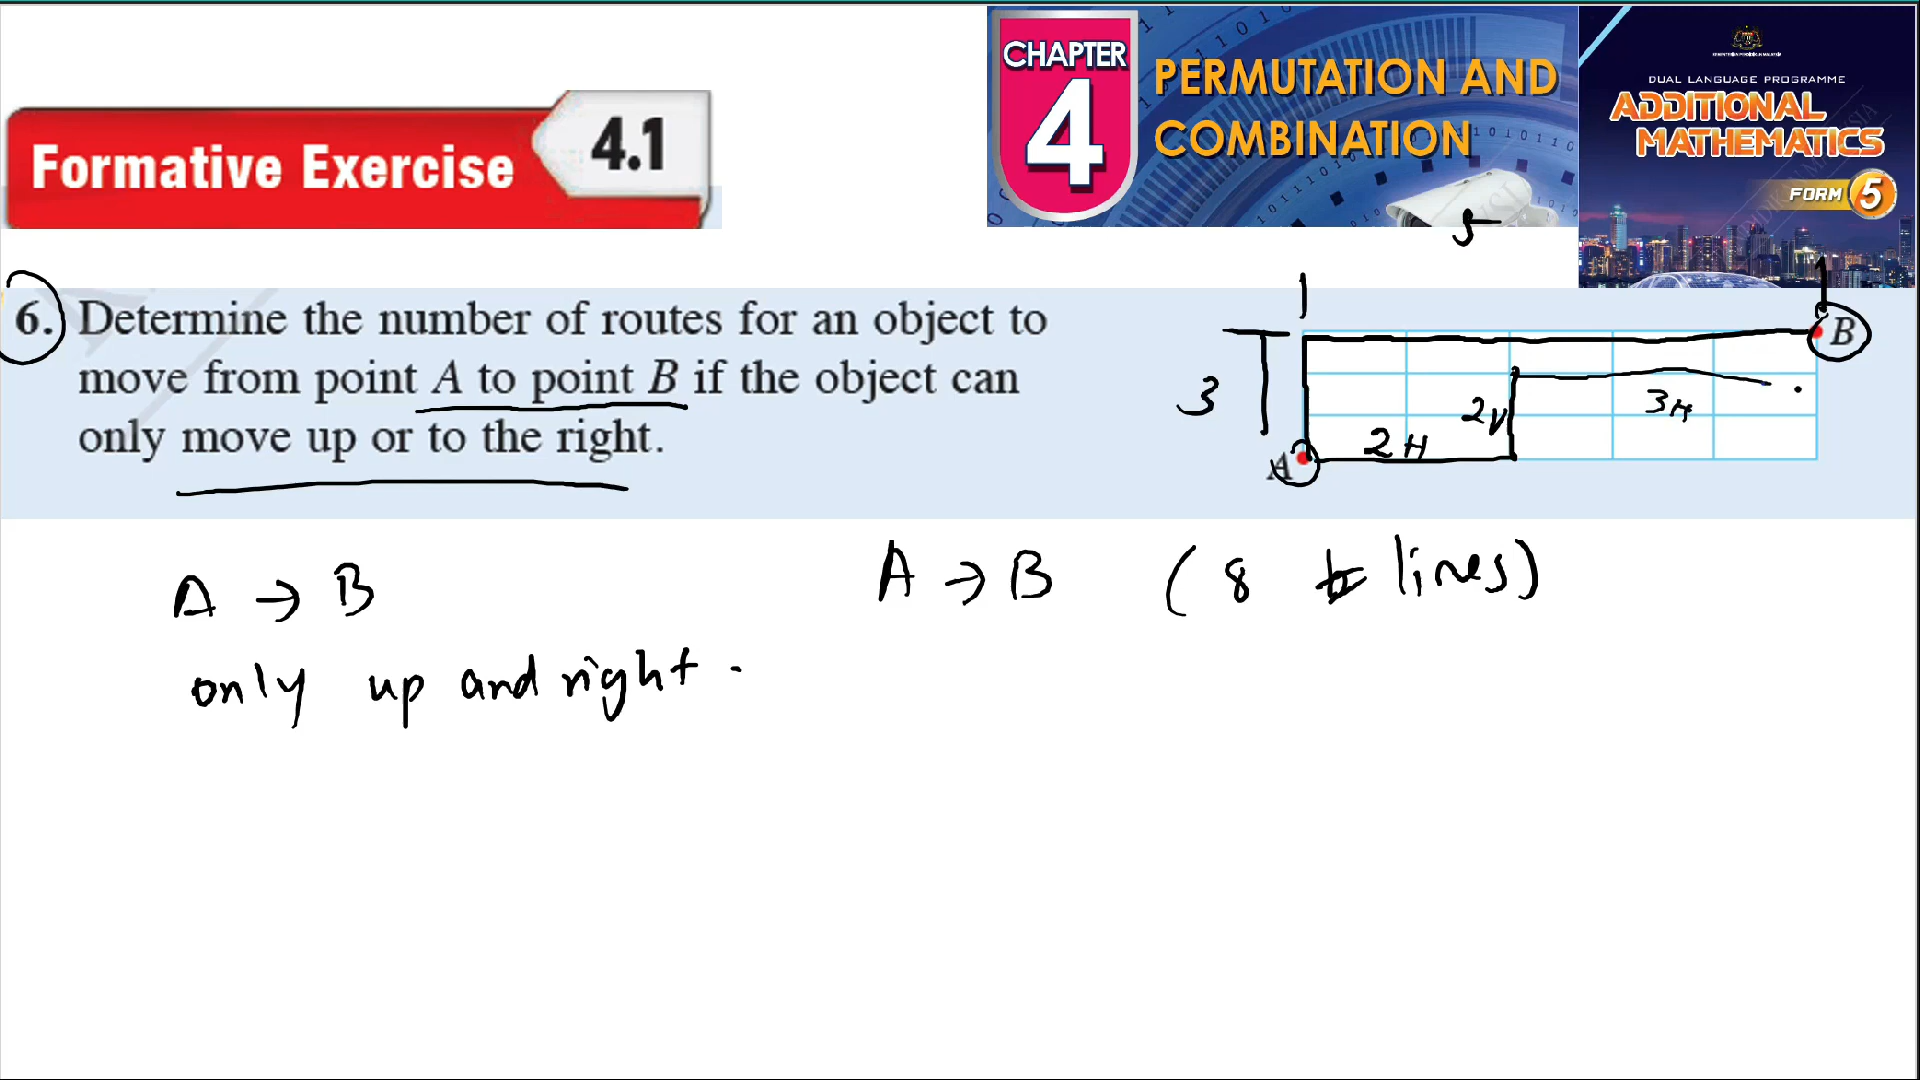 Formative Exercise 4.1
CHAPTER
4
PERMUTATION AND
COMBINATION
DUAL LANGUAGE PROGRAMME
ADDITIONAL
MATHEMATICS
FORM 5
5
6. Determine the number of routes for an object to
move from point A to point B if the object can
only move up or to the right.
B
3
3H
2V
2H
A
A → B
only up and right
A → B (8 lines)